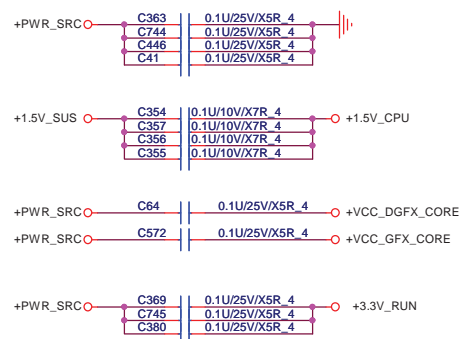 +PWR_SRC C363 0.1U/25V/X5R_4
C744 0.1U/25V/X5R_4
C446 0.1U/25V/X5R_4
C41 0.1U/25V/X5R_4
+1.5V_SUS C354 0.1U/10V/X7R_4 +1.5V_CPU
C357 0.1U/10V/X7R_4
C356 0.1U/10V/X7R_4
C355 0.1U/10V/X7R_4
+PWR_SRC C64 0.1U/25V/X5R_4 +VCC_DGFX_CORE
+PWR_SRC C572 0.1U/25V/X5R_4 +VCC_GFX_CORE
+PWR_SRC C369 0.1U/25V/X5R_4 +3.3V_RUN
C745 0.1U/25V/X5R_4
C380 0.1U/25V/X5R_4